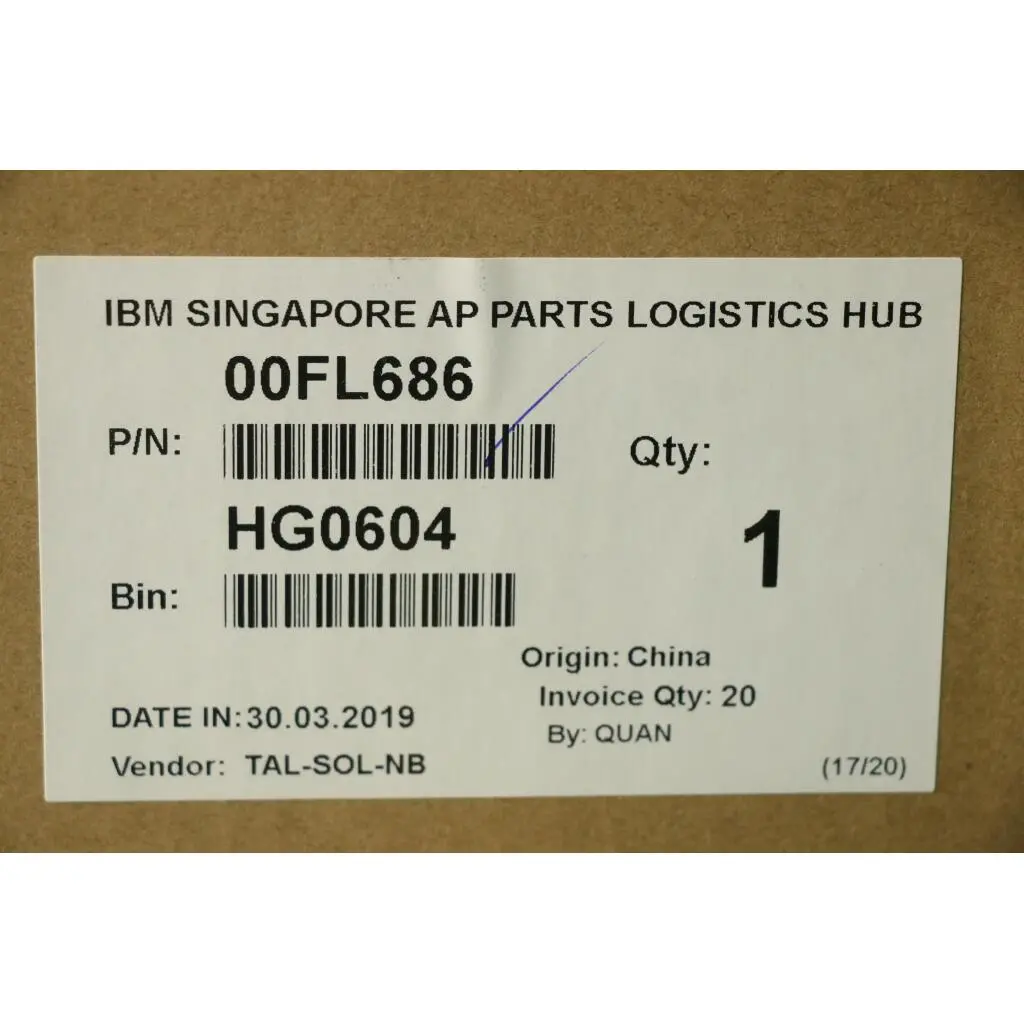 IBM SINGAPORE AP PARTS LOGISTICS HUB
00FL686
P/N:
Qty:
HG0604
1
Bin:
Origin: China
Invoice Qty: 20
DATE IN:30.03.2019
By: QUAN
Vendor: TAL-SOL-NB
(17/20)